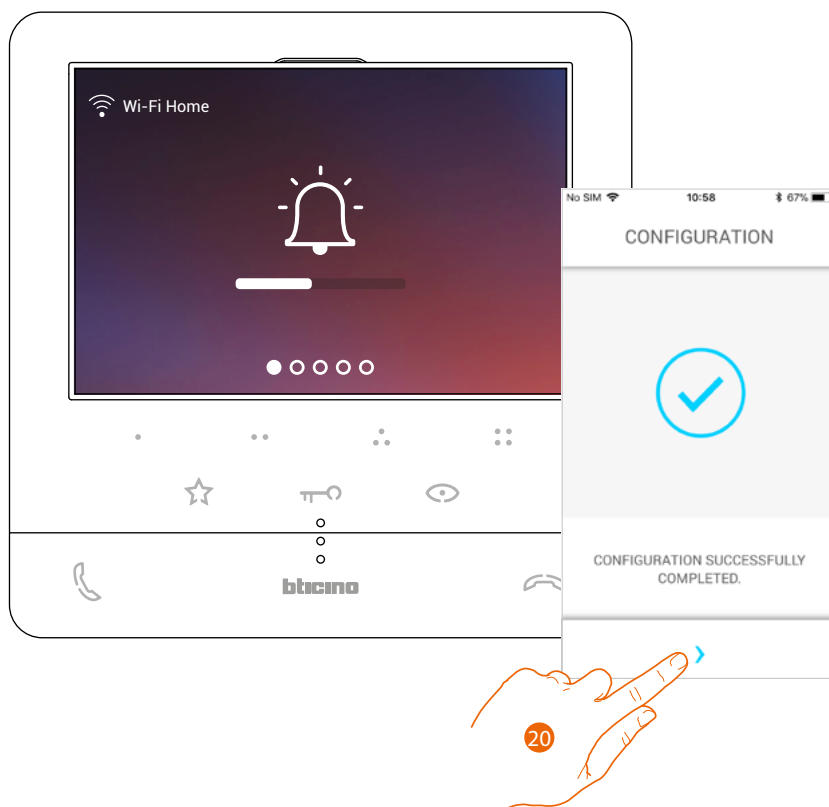 Wi-Fi Home
No SIM 10:58 67%
CONFIGURATION
CONFIGURATION SUCCESSFULLY
COMPLETED.
bticino
20